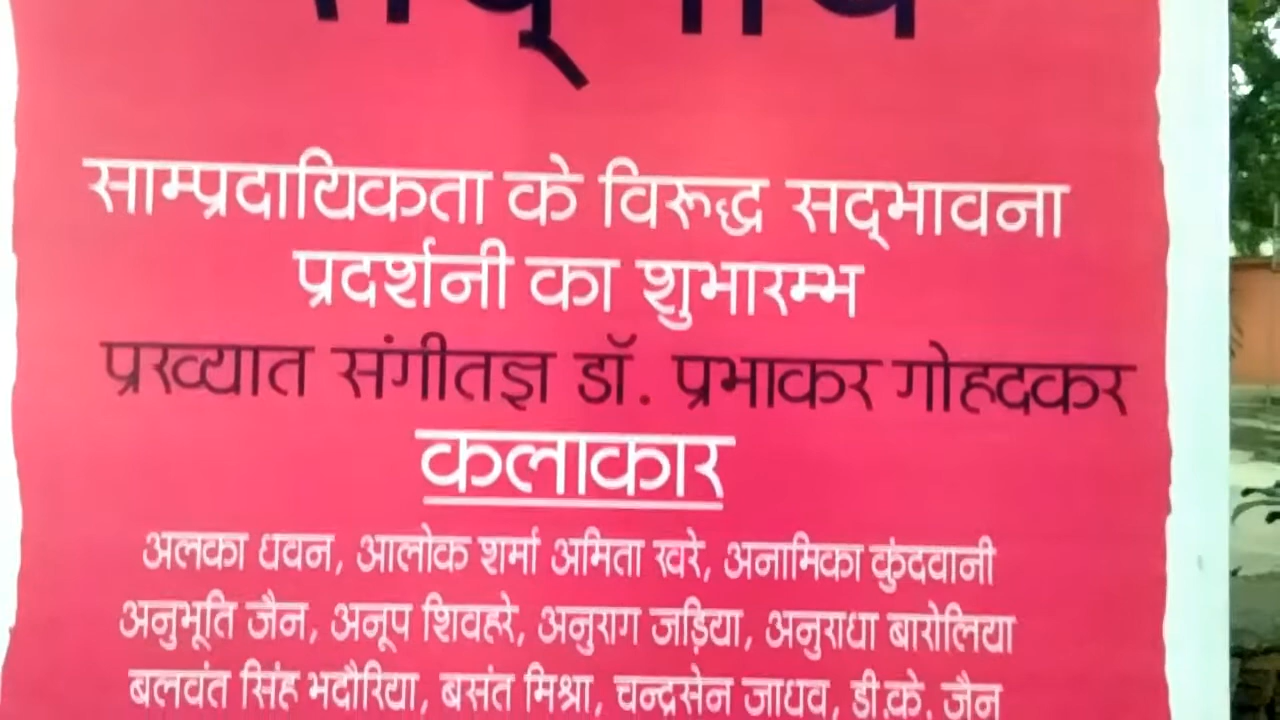 साम्प्रदायिकता के विरूद्ध सद्‌भावना
प्रदर्शनी का शुभारम्भ
प्रख्यात संगीतज्ञ डॉ. प्रभाकर गोहदकर
कलाकार
अलका धवन, आलोक शर्मा अमिता खरे, अनामिका कुंदवानी
अनुभूति जैन, अनूप शिवहरे, अनुराग जड़िया, अनुराधा बारोलिया
बलवंत सिंह भदौरिया, बसंत मिश्रा, चन्द्रसेन जाधव, डी.के. जैन